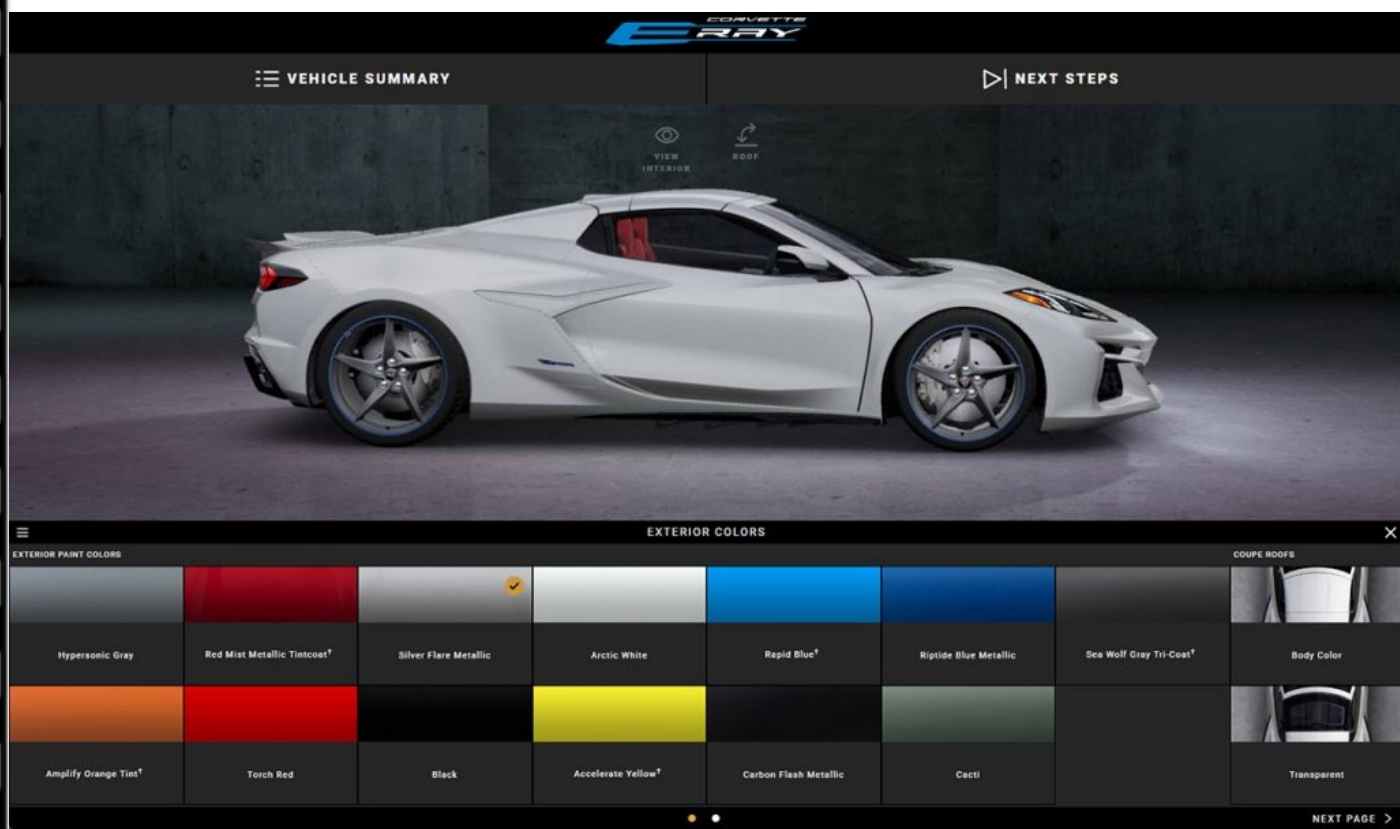 CORVETTE
E RAY
VEHICLE SUMMARY
NEXT STEPS
VIEW
INTERIOR
ROOF
EXTERIOR COLORS
EXTERIOR PAINT COLORS
COUPE ROOFS
Hypersonic Gray
Red Mist Metallic Tintcoat†
Silver Flare Metallic
Arctic White
Rapid Blue†
Riptide Blue Metallic
Sea Wolf Gray Tri-Coat†
Body Color
Amplify Orange Tint†
Torch Red
Black
Accelerate Yellow†
Carbon Flash Metallic
Cacti
Transparent
NEXT PAGE >